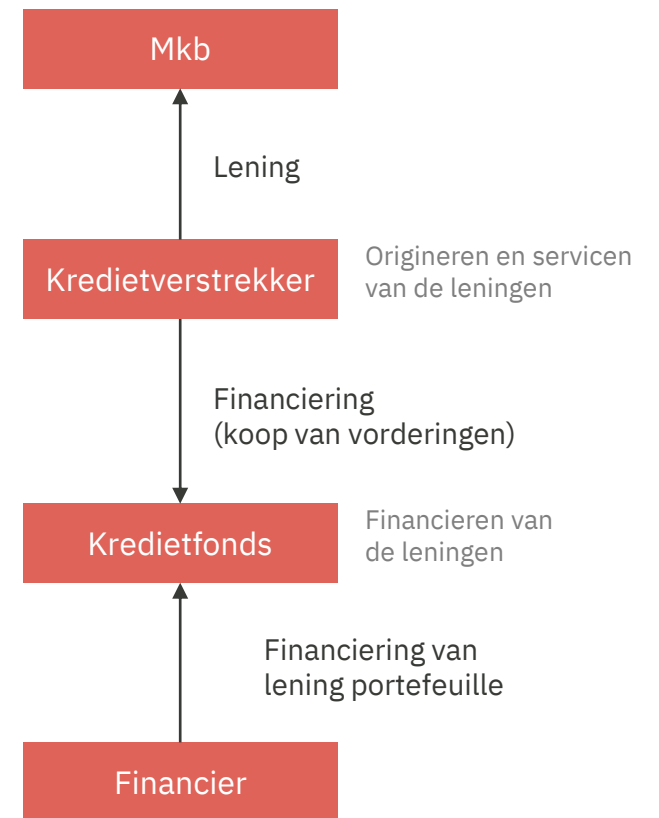 Mkb
Lening
Kredietverstrekker
Origineren en servicen
van de leningen
Financiering
(koop van vorderingen)
Kredietfonds
Financieren van
de leningen
Financiering van
lening portefeuille
Financier